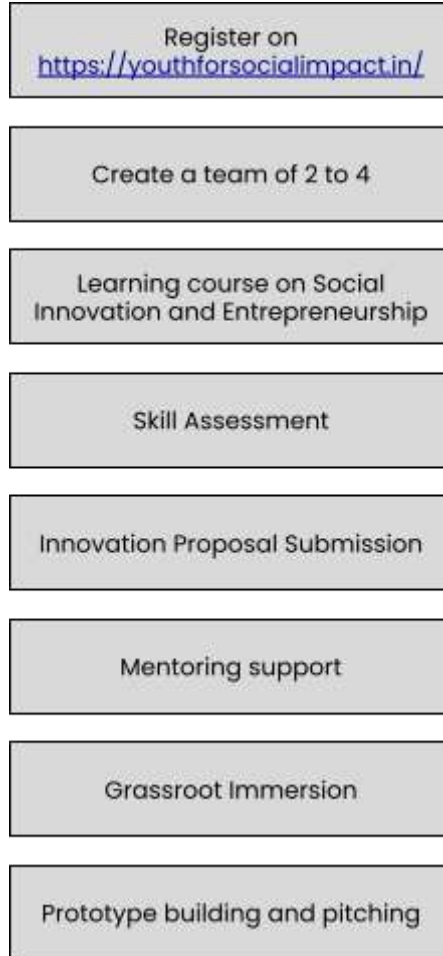 Register on
https://youthforsocialimpact.in/
Create a team of 2 to 4
Learning course on Social
Innovation and Entrepreneurship
Skill Assessment
Innovation Proposal Submission
Mentoring support
Grassroot Immersion
Prototype building and pitching